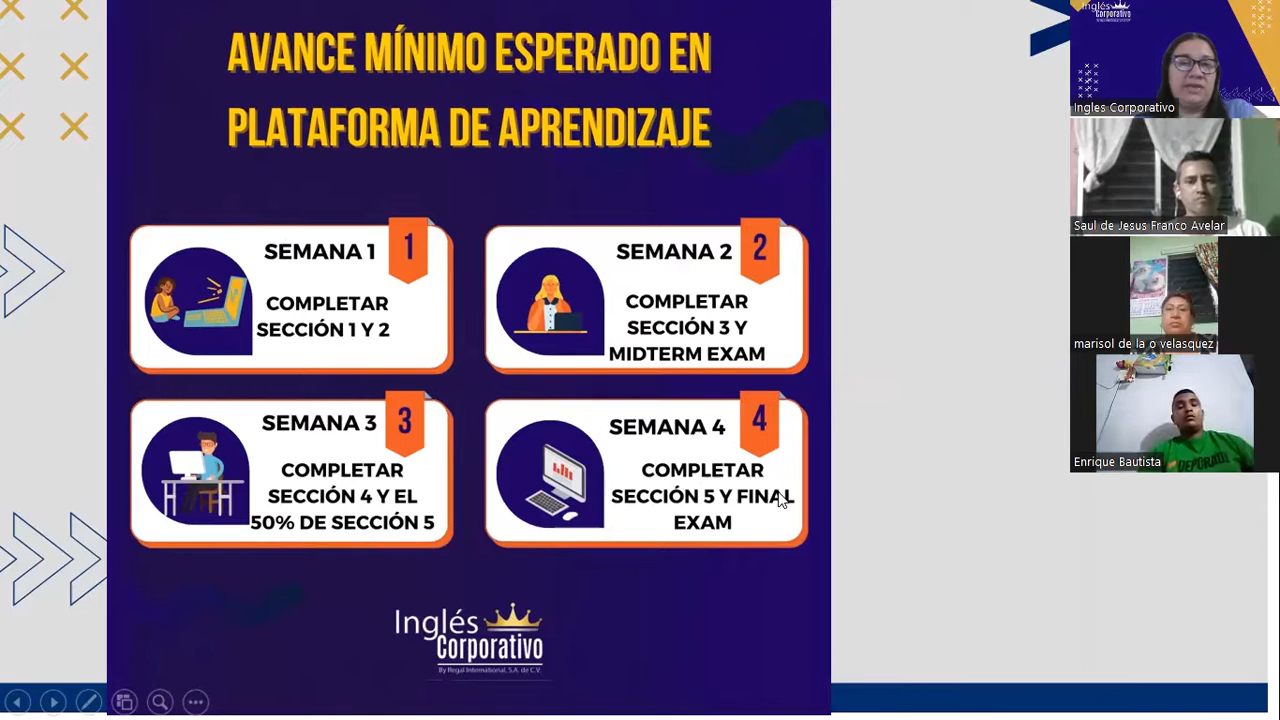 AVANCE MÍNIMO ESPERADO EN
PLATAFORMA DE APRENDIZAJE
SEMANA 1
1
COMPLETAR
SECCIÓN 1 Y 2
SEMANA 2
2
COMPLETAR
SECCIÓN 3 Y
MIDTERM EXAM
SEMANA 3
3
COMPLETAR
SECCIÓN 4 Y EL
50% DE SECCIÓN 5
SEMANA 4
4
COMPLETAR
SECCIÓN 5 Y FINAL
EXAM
Inglés
Corporativo
By Regal International, S.A. de C.V.
Inglés
Corporativo
Ingles Corporativo
Saul de Jesus Franco Avelar
marisol de la o velasquez
Enrique Bautista